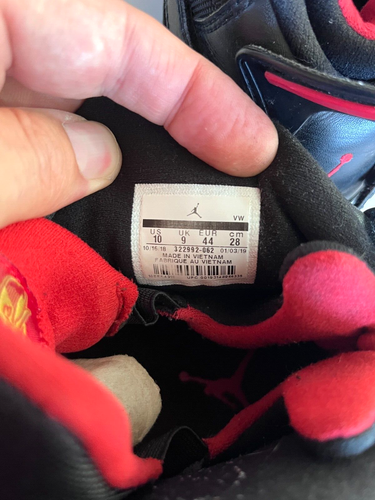 VW
US UK EUR cm
10 9 44 28
10/15/18 322992-062 01/03/19
MADE IN VIETNAM
FABRIQUÉ AU VIETNAM